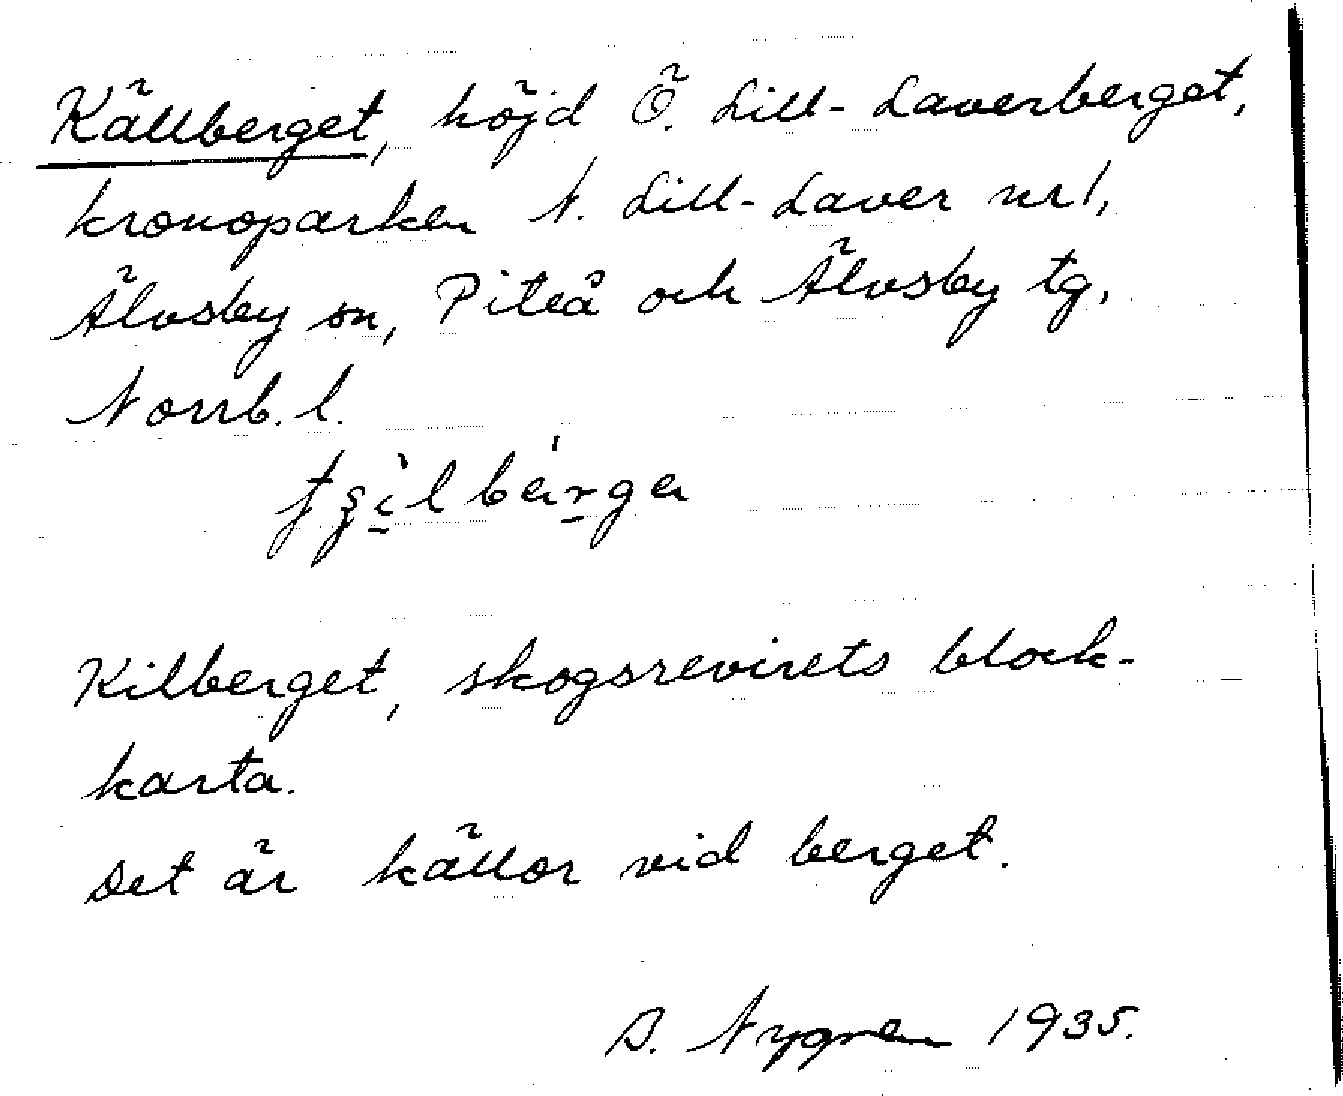 Källberget, höjd Ö. Lill-Laverberget,
kronoparken N. Lill-Laver nr 1,
Älvsby sn, Piteå och Älvsby tg,
Norrb. l.
Kilberget, skogsrevirets block-
karta.
Det är källor vid berget.
Nygren 1935.